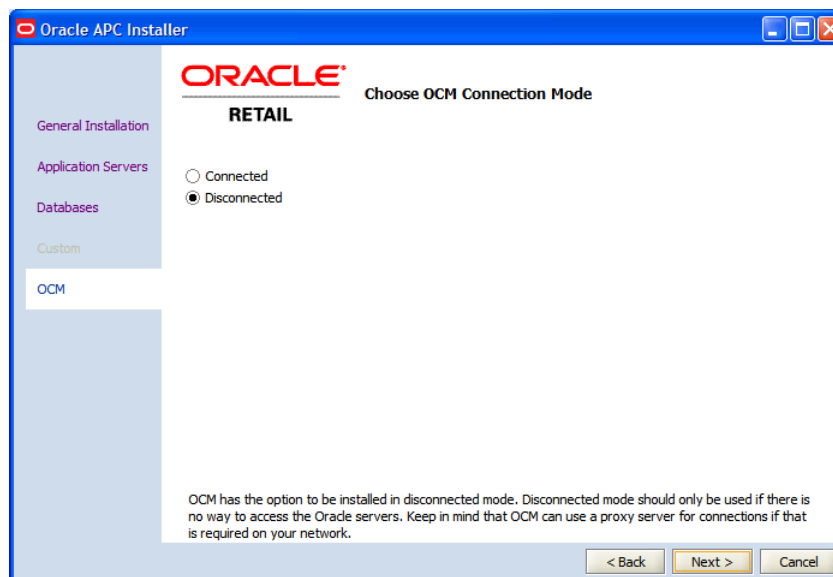 Oracle APC Installer
ORACLE
RETAIL
Choose OCM Connection Mode
General Installation
Application Servers
Databases
Custom
OCM
Connected
Disconnected
OCM has the option to be installed in disconnected mode. Disconnected mode should only be used if there is
no way to access the Oracle servers. Keep in mind that OCM can use a proxy server for connections if that
is required on your network.
< Back
Next >
Cancel